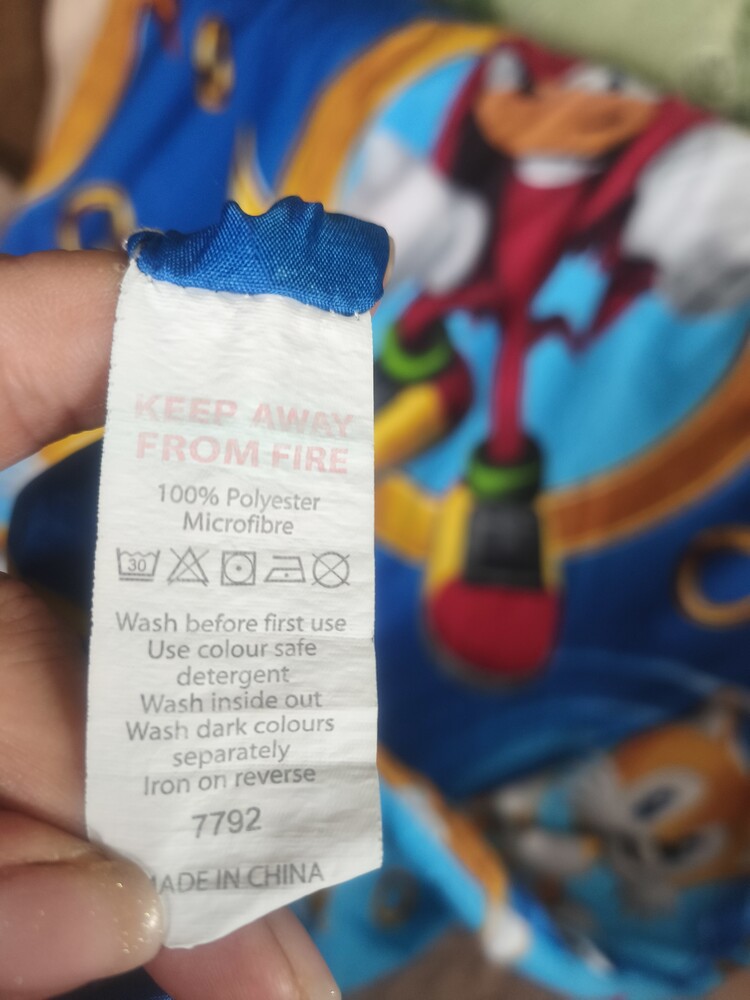 KEEP AWAY
FROM FIRE
100% Polyester
Microfibre
30
Wash before first use
Use colour safe
detergent
Wash inside out
Wash dark colours
separately
Iron on reverse
7792
MADE IN CHINA